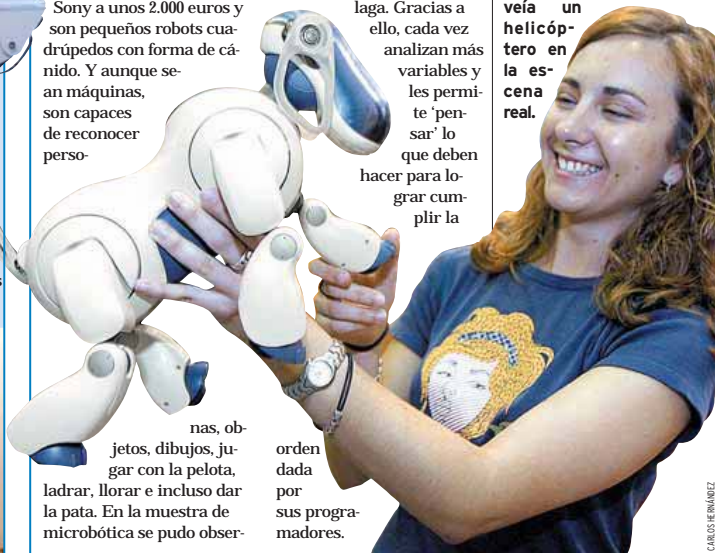 Sony a unos 2.000 euros y
son pequeños robots cua-
drúpedos con forma de cá-
nido. Y aunque se-
an máquinas,
son capaces
de reconocer
perso-
nas, ob-
jetos, dibujos, ju-
gar con la pelota,
ladrar, llorar e incluso dar
la pata. En la muestra de
microbótica se pudo obser-
laga. Gracias a
ello, cada vez
analizan más
variables y
les permi-
te ‘pen-
sar’ lo
que deben
hacer para lo-
grar cum-
plir la
orden
dada
por
sus progra-
madores.
veía un
helicóp-
tero en
la es-
cena
real.
CARLOS HERNÁNDEZ